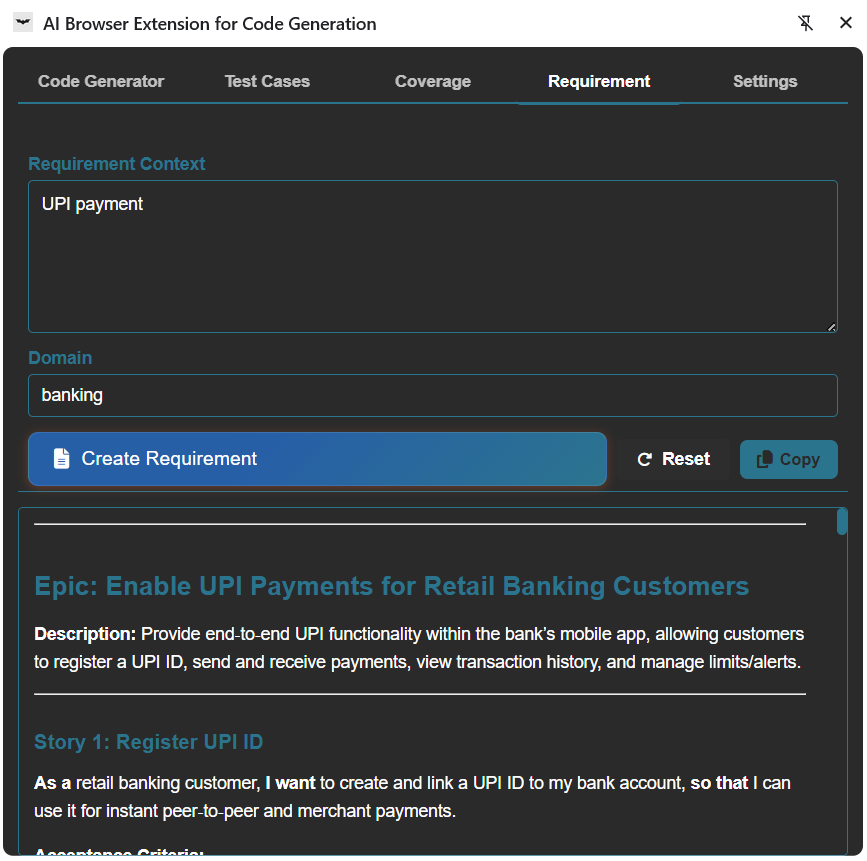 AI Browser Extension for Code Generation
Code Generator Test Cases Coverage Requirement Settings
Requirement Context
UPI payment
Domain
banking
Create Requirement Reset Copy
Epic: Enable UPI Payments for Retail Banking Customers
Description: Provide end-to-end UPI functionality within the bank’s mobile app, allowing customers
to register a UPI ID, send and receive payments, view transaction history, and manage limits/alerts.
Story 1: Register UPI ID
As a retail banking customer, I want to create and link a UPI ID to my bank account, so that I can
use it for instant peer-to-peer and merchant payments.
Acceptance Criteria: